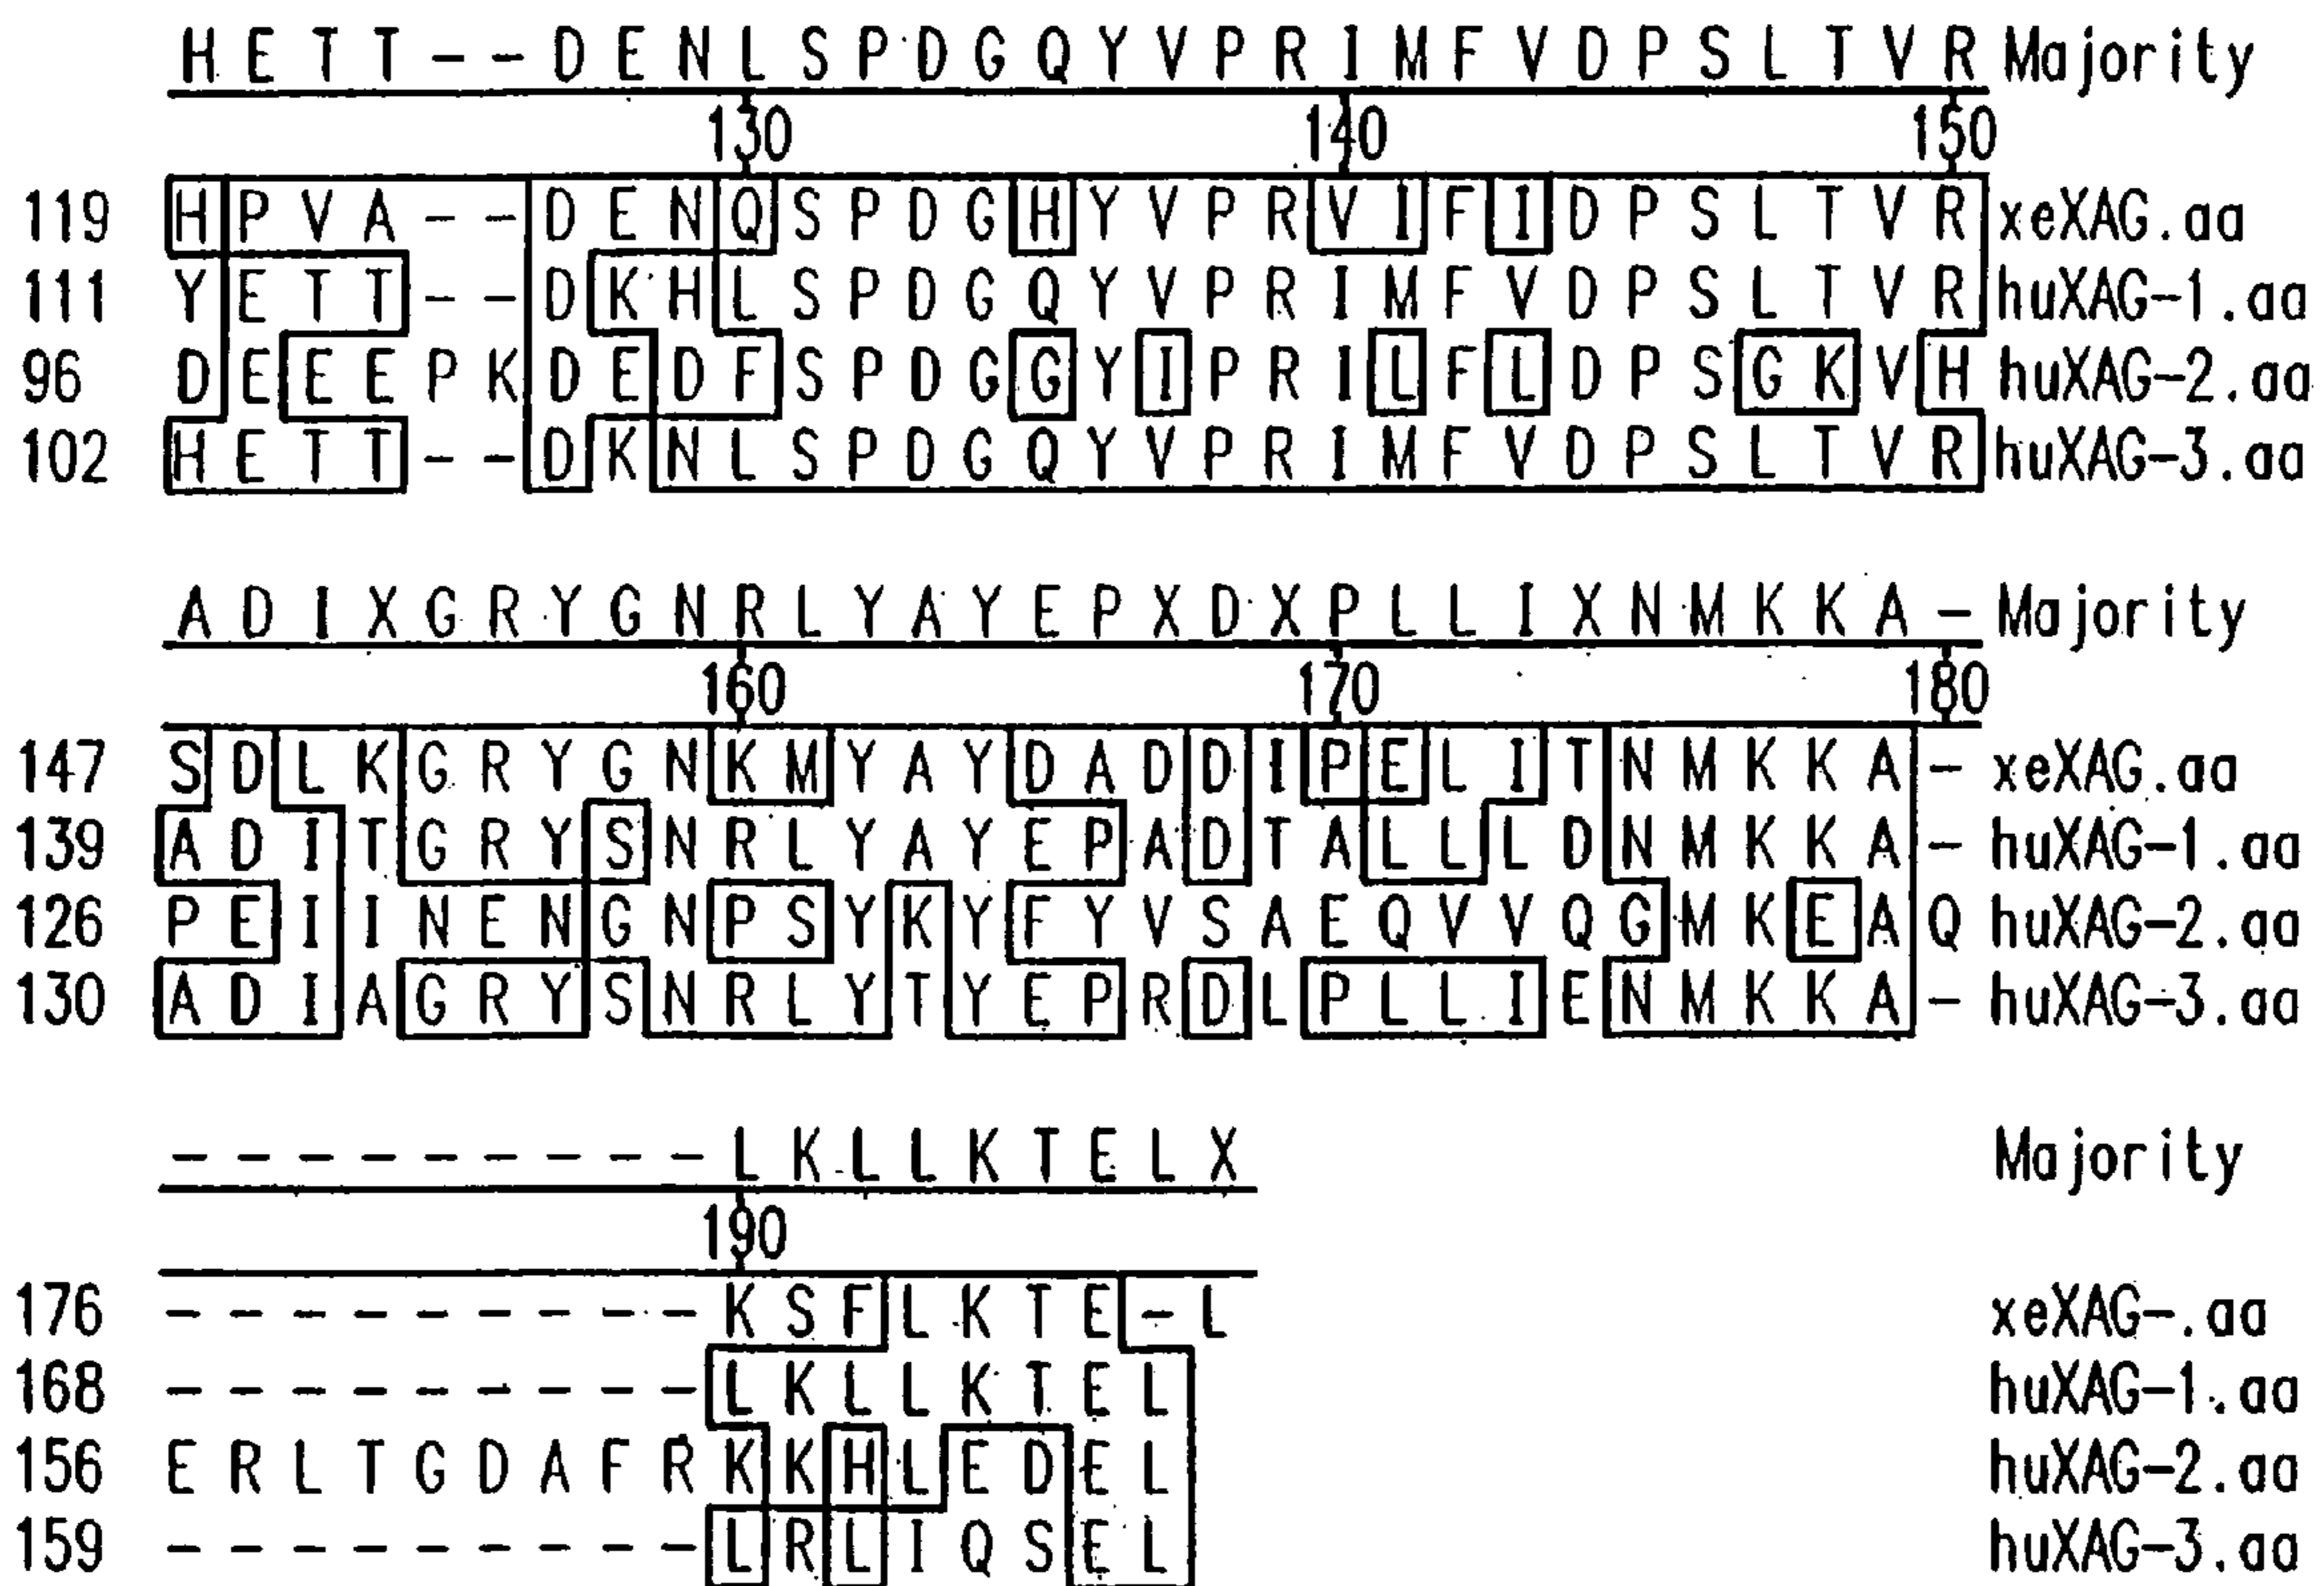 H E T T - - D E N L S P D G Q Y V P R I M F V D P S L T V R Majority
130 140 150
119 H P V A - - D E N Q S P D G H Y V P R V I F I D P S L T V R xeXAG.aa
111 Y E T T - - D K H L S P D G Q Y V P R I M F V D P S L T V R huXAG-1.aa
96 D E E E P K D E D F S P D G G Y I P R I L F L D P S G K V H huXAG-2.aa
102 H E T T - - D K N L S P D G Q Y V P R I M F V D P S L T V R huXAG-3.aa
A D I X G R Y G N R L Y A Y E P X D X P L L I X N M K K A - Majority
160 170 180
147 S D L K G R Y G N K M Y A Y D A D D I P E L I T N M K K A - xeXAG.aa
139 A D I T G R Y S N R L Y A Y E P A D T A L L L D N M K K A - huXAG-1.aa
126 P E I I N E N G N P S Y K Y F Y V S A E Q V V Q G M K E A Q huXAG-2.aa
130 A D I A G R Y S N R L Y T Y E P R D L P L L I E N M K K A - huXAG-3.aa
- - - - - - - - - L K L L K T E L X Majority
190
176 - - - - - - - - - K S F L K T E - L xeXAG-.aa
168 - - - - - - - - - L K L L K T E L huXAG-1.aa
156 E R L T G D A F R K K H L E D E L huXAG-2.aa
159 - - - - - - - - - L R L I Q S E L huXAG-3.aa